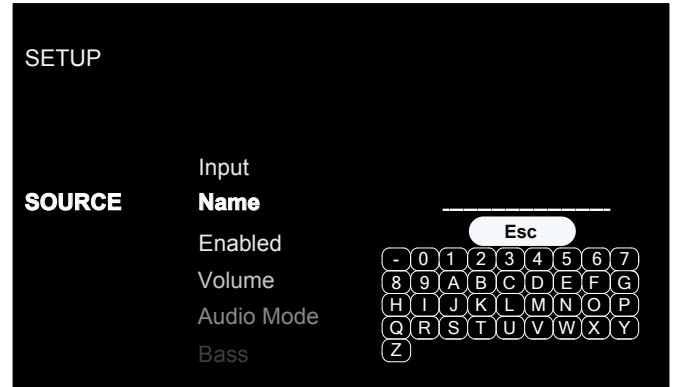 SETUP
Input
SOURCE Name _____________
Esc
Enabled
- 0 1 2 3 4 5 6 7
Volume
8 9 A B C D E F G
H I J K L M N O P
Audio Mode
Q R S T U V W X Y
Bass
Z